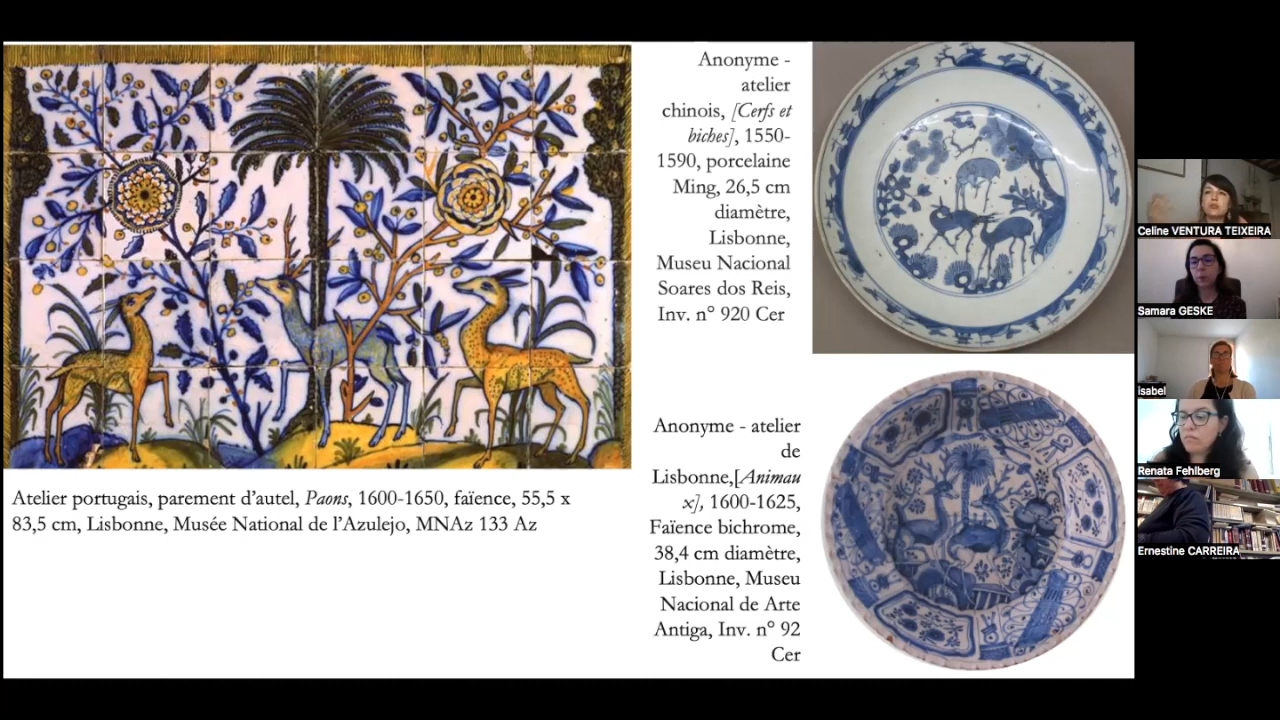 Anonyme -
atelier
chinois, [Cerfs et
biches], 1550-
1590, porcelaine
Ming, 26,5 cm
diamètre,
Lisbonne,
Museu Nacional
Soares dos Reis,
Inv. n° 920 Cer
Anonyme - atelier
de
Lisbonne,[Animau
x], 1600-1625,
Faïence bichrome,
38,4 cm diamètre,
Lisbonne, Museu
Nacional de Arte
Antiga, Inv. n° 92
Cer
Atelier portugais, parement d'autel, Paons, 1600-1650, faïence, 55,5 x
83,5 cm, Lisbonne, Musée National de l'Azulejo, MNAz 133 Az
Celine VENTURA TEIXEIRA
Samara GESKE
isabel
Renata Fehlberg
Ernestine CARREIRA